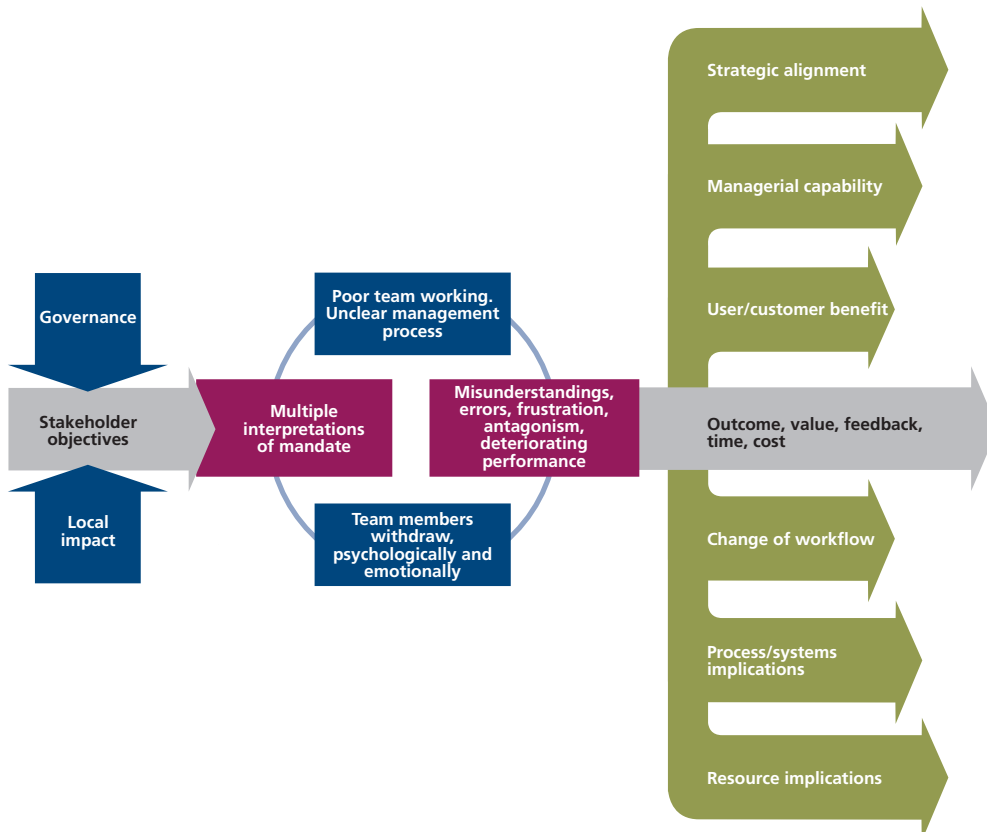 Governance
Stakeholder
objectives
Local
impact
Multiple
interpretations
of mandate
Poor team working.
Unclear management
process
Team members
withdraw,
psychologically and
emotionally
Misunderstandings,
errors, frustration,
antagonism,
deteriorating
performance
Strategic alignment
Managerial capability
User/customer benefit
Outcome, value, feedback,
time, cost
Change of workflow
Process/systems
implications
Resource implications